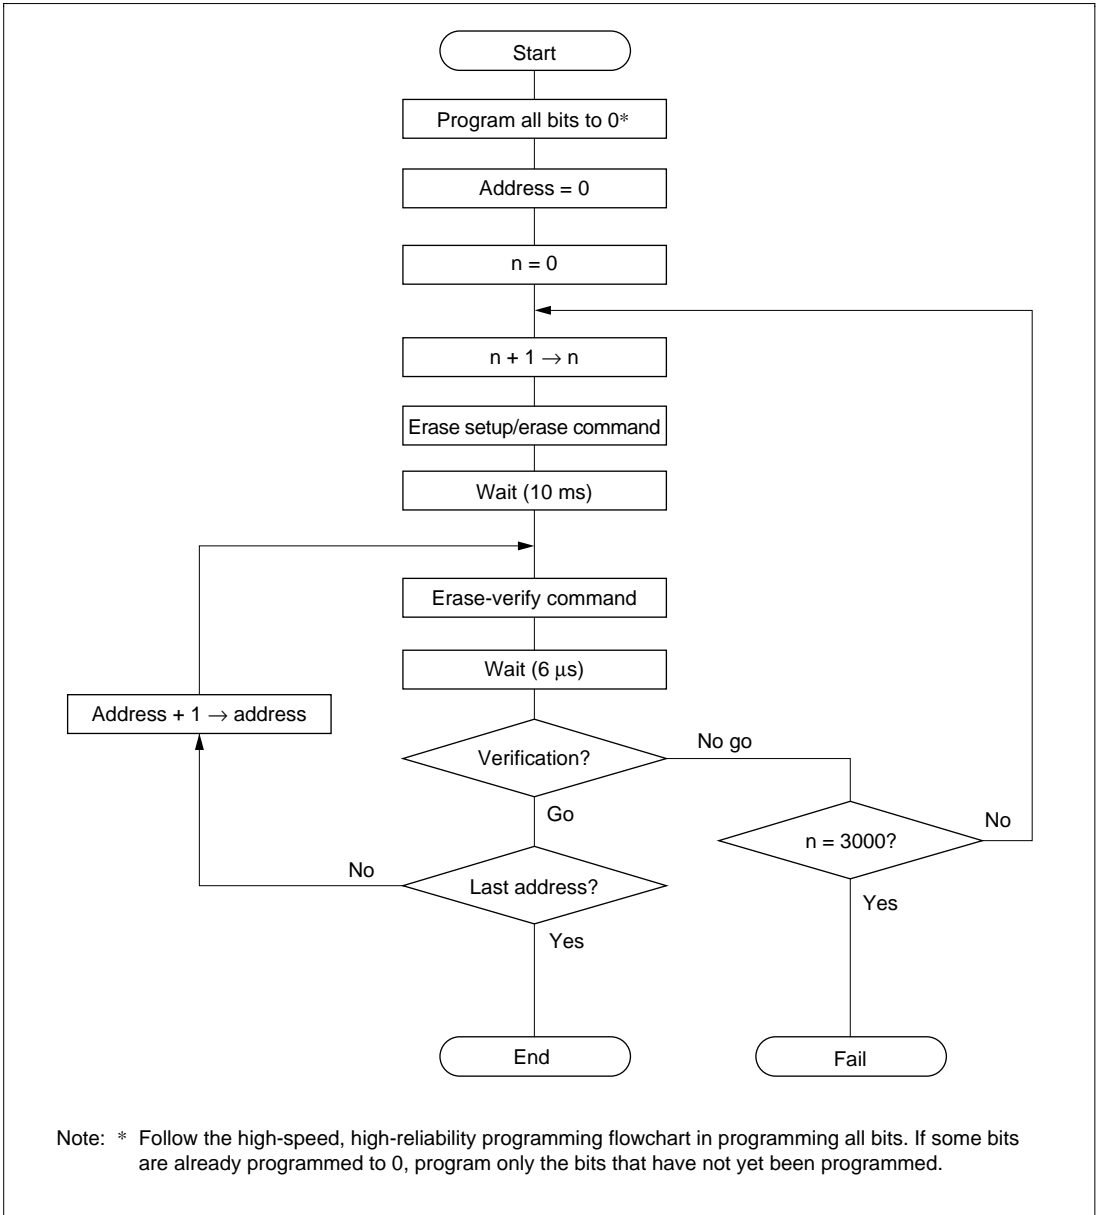 Start
Program all bits to 0*
Address = 0
n = 0
n + 1 → n
Erase setup/erase command
Wait (10 ms)
Erase-verify command
Wait (6 μs)
Address + 1 → address
Verification?
No go
Go
n = 3000?
No
No
Last address?
Yes
Yes
End
Fail
Note: * Follow the high-speed, high-reliability programming flowchart in programming all bits. If some bits
are already programmed to 0, program only the bits that have not yet been programmed.